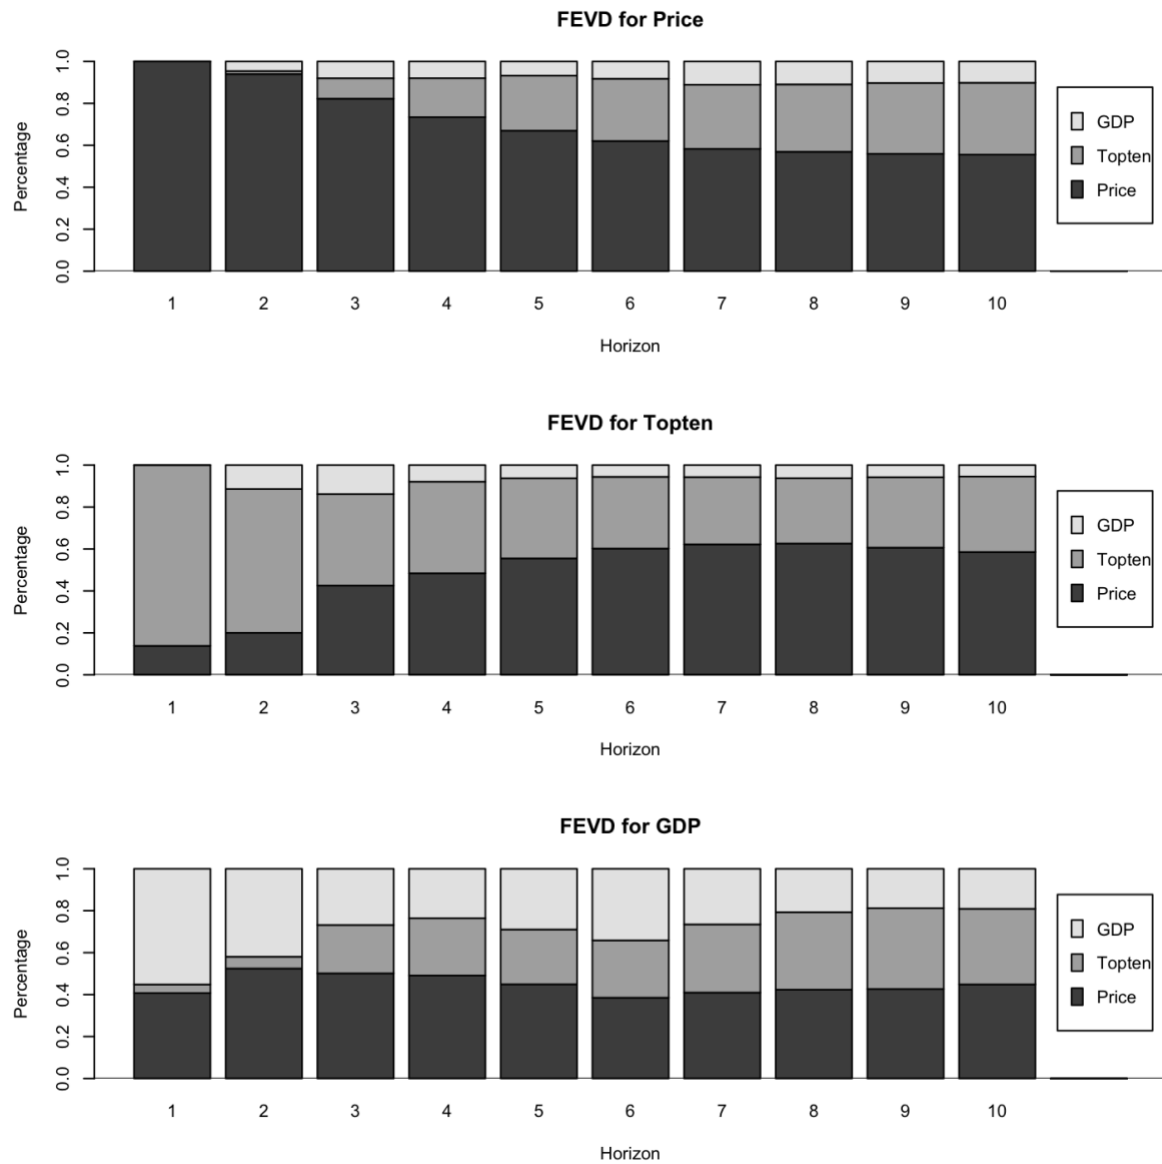 FEVD for Price
Percentage
0.0 0.2 0.4 0.6 0.8 1.0
GDP
Topten
Price
1 2 3 4 5 6 7 8 9 10
Horizon
FEVD for Topten
Percentage
0.0 0.2 0.4 0.6 0.8 1.0
GDP
Topten
Price
1 2 3 4 5 6 7 8 9 10
Horizon
FEVD for GDP
Percentage
0.0 0.2 0.4 0.6 0.8 1.0
GDP
Topten
Price
1 2 3 4 5 6 7 8 9 10
Horizon